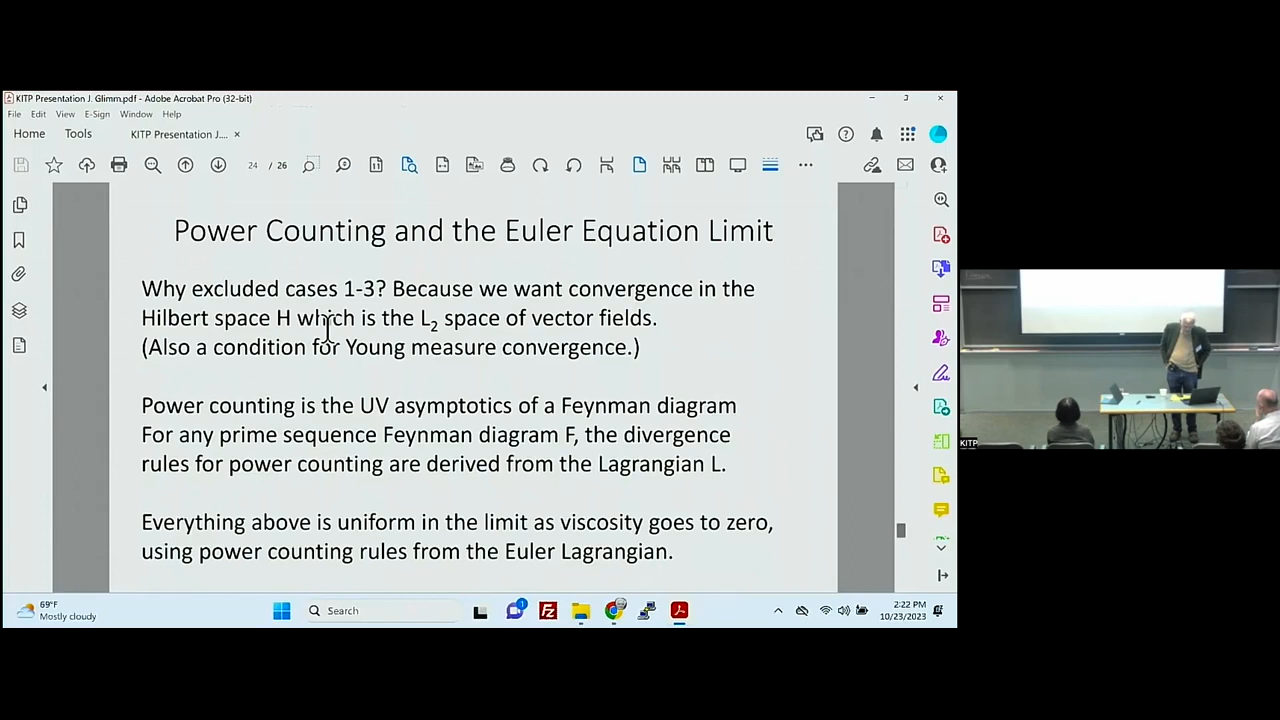 KITP Presentation J. Glimm.pdf - Adobe Acrobat Pro (32-bit)
File Edit View E-Sign Window Help
Home Tools KITP Presentation J.... ×
24 / 26
Power Counting and the Euler Equation Limit
Why excluded cases 1-3? Because we want convergence in the
Hilbert space H which is the L2 space of vector fields.
(Also a condition for Young measure convergence.)
Power counting is the UV asymptotics of a Feynman diagram
For any prime sequence Feynman diagram F, the divergence
rules for power counting are derived from the Lagrangian L.
Everything above is uniform in the limit as viscosity goes to zero,
using power counting rules from the Euler Lagrangian.
KITP
69°F
Mostly cloudy
Search
2:22 PM
10/23/2023